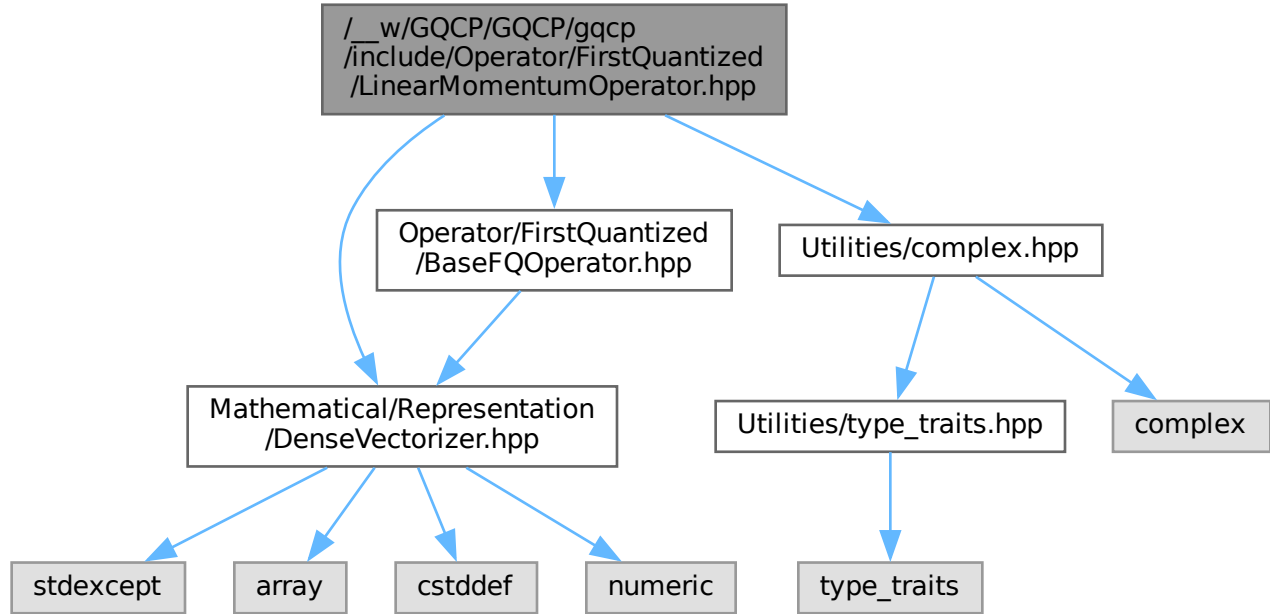 /__w/GQCP/GQCP/gqcp
/include/Operator/FirstQuantized
/LinearMomentumOperator.hpp
Operator/FirstQuantized
/BaseFQOperator.hpp
Utilities/complex.hpp
Mathematical/Representation
/DenseVectorizer.hpp
Utilities/type_traits.hpp
complex
stdexcept
array
cstddef
numeric
type_traits